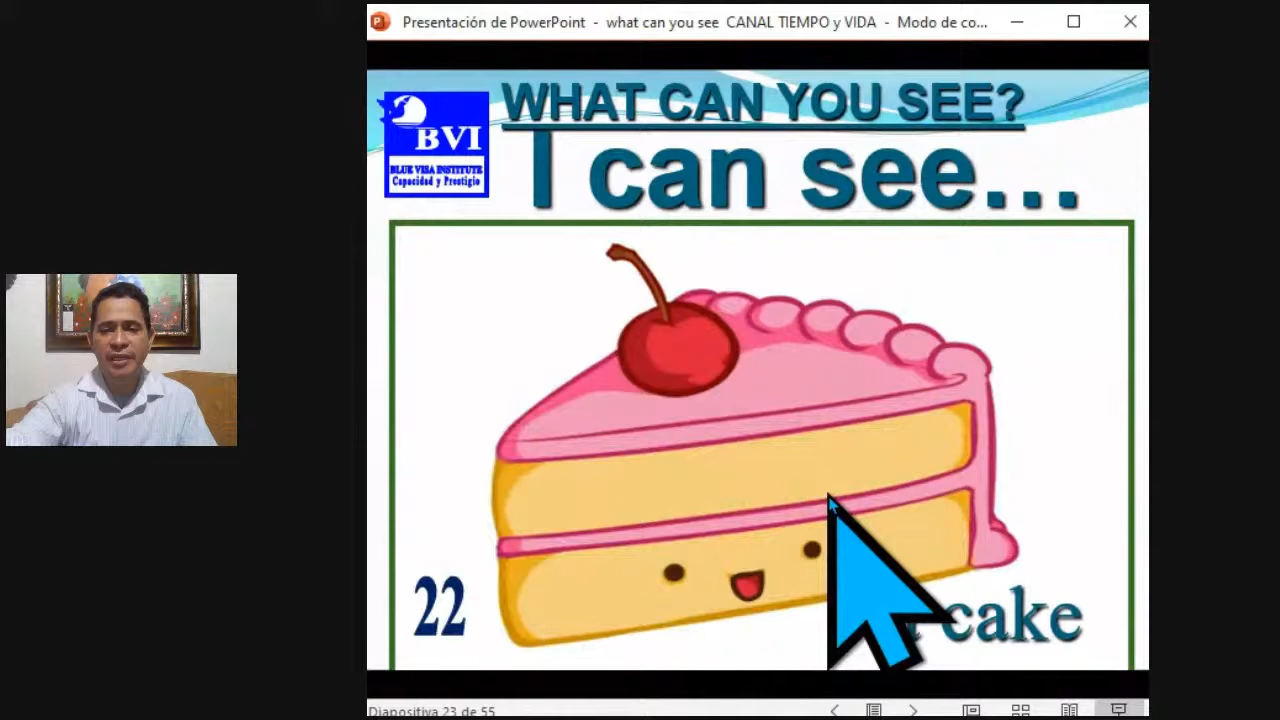 Presentación de PowerPoint - what can you see CANAL TIEMPO y VIDA - Modo de co...
WHAT CAN YOU SEE?
I can see...
BVI
BLUE VISA INSTITUTE
Capacidad y Prestigio
22
cake
Diapositiva 23 de 55